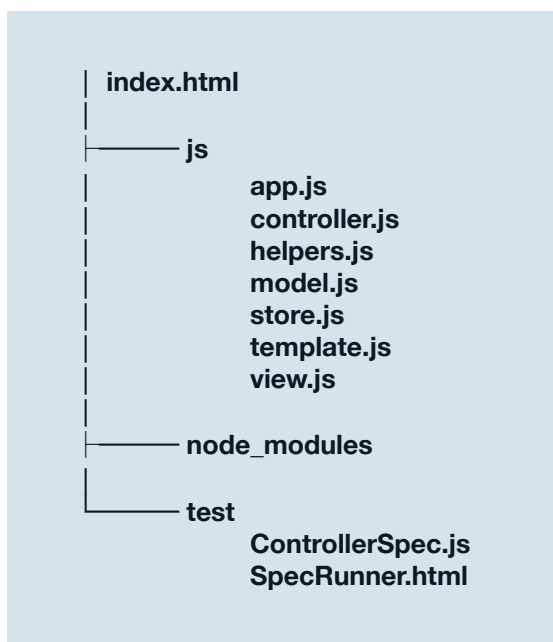 index.html
js
app.js
controller.js
helpers.js
model.js
store.js
template.js
view.js
node_modules
test
ControllerSpec.js
SpecRunner.html